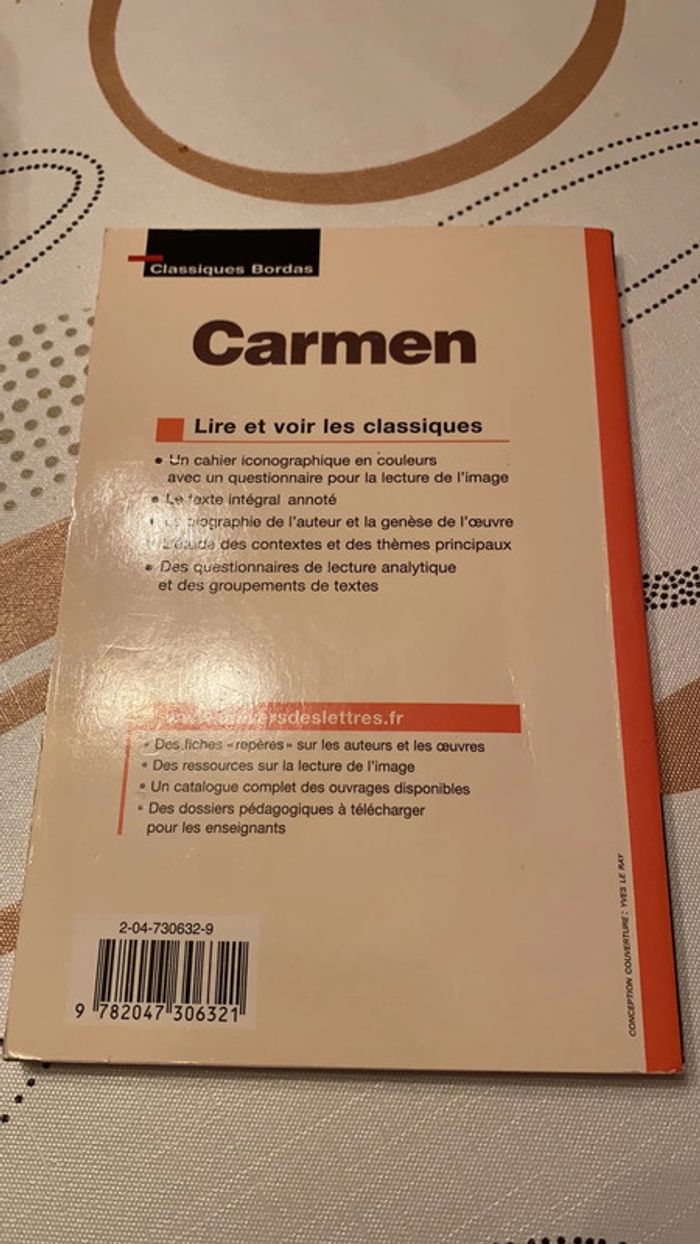 Classiques Bordas
Carmen
Lire et voir les classiques
• Un cahier iconographique en couleurs
avec un questionnaire pour la lecture de l'image
• Le texte intégral annoté
biographie de l'auteur et la genèse de l'œuvre
L'étude des contextes et des thèmes principaux
• Des questionnaires de lecture analytique
et des groupements de textes
www.universdeslettres.fr
• Des fiches «repères» sur les auteurs et les œuvres
• Des ressources sur la lecture de l'image
• Un catalogue complet des ouvrages disponibles
• Des dossiers pédagogiques à télécharger
pour les enseignants
CONCEPTION COUVERTURE : YVES LE RAY
2-04-730632-9
9 782047 306321